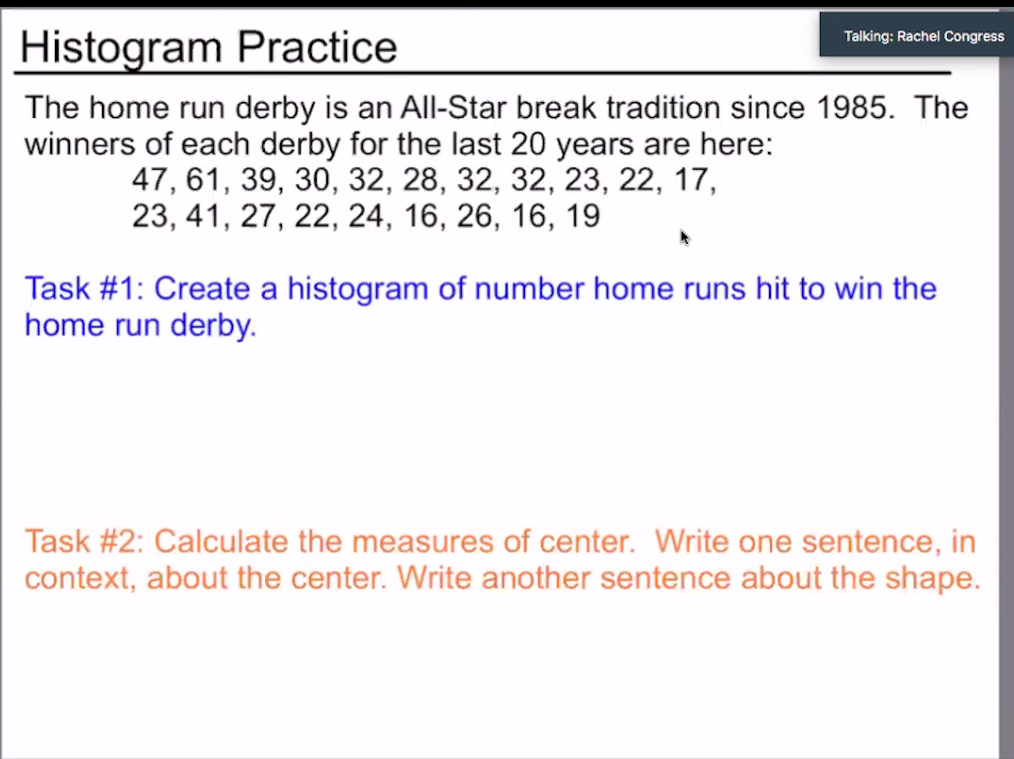 Talking: Rachel Congress
Histogram Practice
The home run derby is an All-Star break tradition since 1985.  The
winners of each derby for the last 20 years are here:
47, 61, 39, 30, 32, 28, 32, 32, 23, 22, 17,
23, 41, 27, 22, 24, 16, 26, 16, 19
Task #1: Create a histogram of number home runs hit to win the
home run derby.
Task #2: Calculate the measures of center.  Write one sentence, in
context, about the center. Write another sentence about the shape.